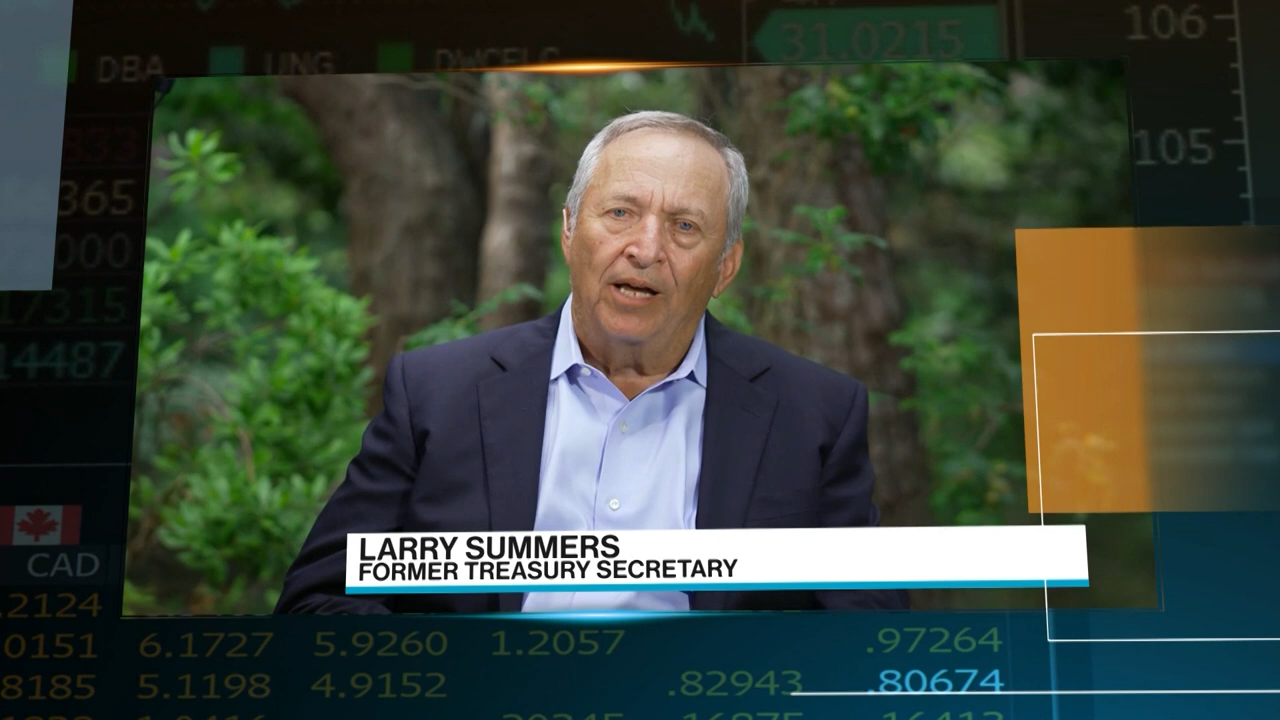 DBA
UNG
31.0215
106
105
365
000
17315
14487
CAD
.2124
0151 6.1727 5.9260 1.2057 .97264
8185 5.1198 4.9152 .82943 .80674
LARRY SUMMERS
FORMER TREASURY SECRETARY